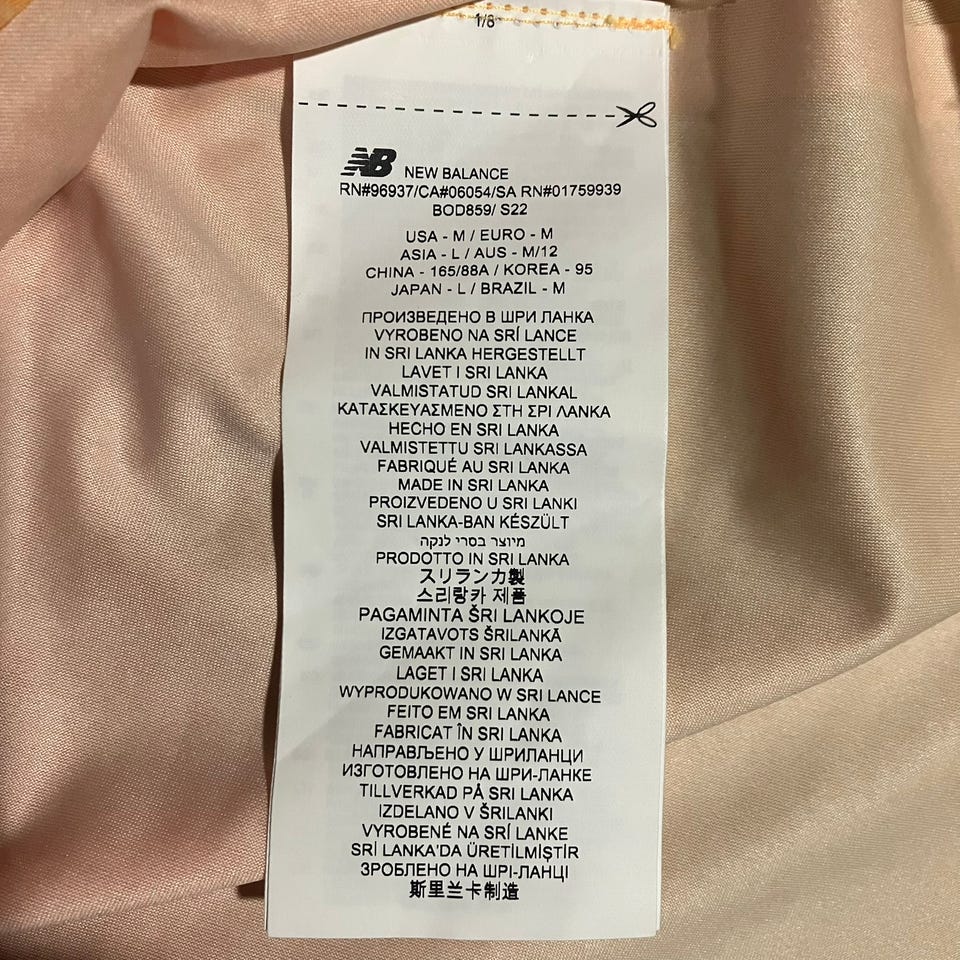 1/8
NB NEW BALANCE
RN#96937/CA#06054/SA RN#01759939
BOD859/ S22
USA - M / EURO - M
ASIA - L / AUS - M/12
CHINA - 165/88A / KOREA - 95
JAPAN - L / BRAZIL - M
ПРОИЗВЕДЕНО В ШРИ ЛАНКА
VYROBENO NA SRÍ LANCE
IN SRI LANKA HERGESTELLT
LAVET I SRI LANKA
VALMISTATUD SRI LANKAL
ΚΑΤΑΣΚΕΥΑΣΜΕΝΟ ΣΤΗ ΣΡΙ ΛΑΝΚΑ
HECHO EN SRI LANKA
VALMISTETTU SRI LANKASSA
FABRIQUÉ AU SRI LANKA
MADE IN SRI LANKA
PROIZVEDENO U SRI LANKI
SRI LANKA-BAN KÉSZÜLT
מיוצר בסרי לנקה
PRODOTTO IN SRI LANKA
スリランカ製
스리랑카 제품
PAGAMINTA ŠRI LANKOJE
IZGATAVOTS ŠRILANKĀ
GEMAAKT IN SRI LANKA
LAGET I SRI LANKA
WYPRODUKOWANO W SRI LANCE
FEITO EM SRI LANKA
FABRICAT ÎN SRI LANKA
НАПРАВЉЕНО У ШРИЛАНЦИ
ИЗГОТОВЛЕНО НА ШРИ-ЛАНКЕ
TILLVERKAD PÅ SRI LANKA
IZDELANO V ŠRILANKI
VYROBENÉ NA SRÍ LANKE
SRİ LANKA'DA ÜRETİLMİŞTİR
ЗРОБЛЕНО НА ШРІ-ЛАНЦІ
斯里兰卡制造